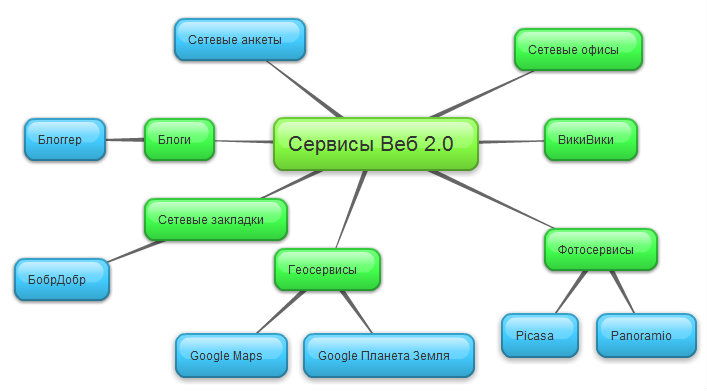 Сетевые анкеты
Сетевые офисы
Сервисы Веб 2.0
Блоггер
Блоги
ВикиВики
Сетевые закладки
Фотосервисы
Геосервисы
БобрДобр
Picasa
Panoramio
Google Maps
Google Планета Земля